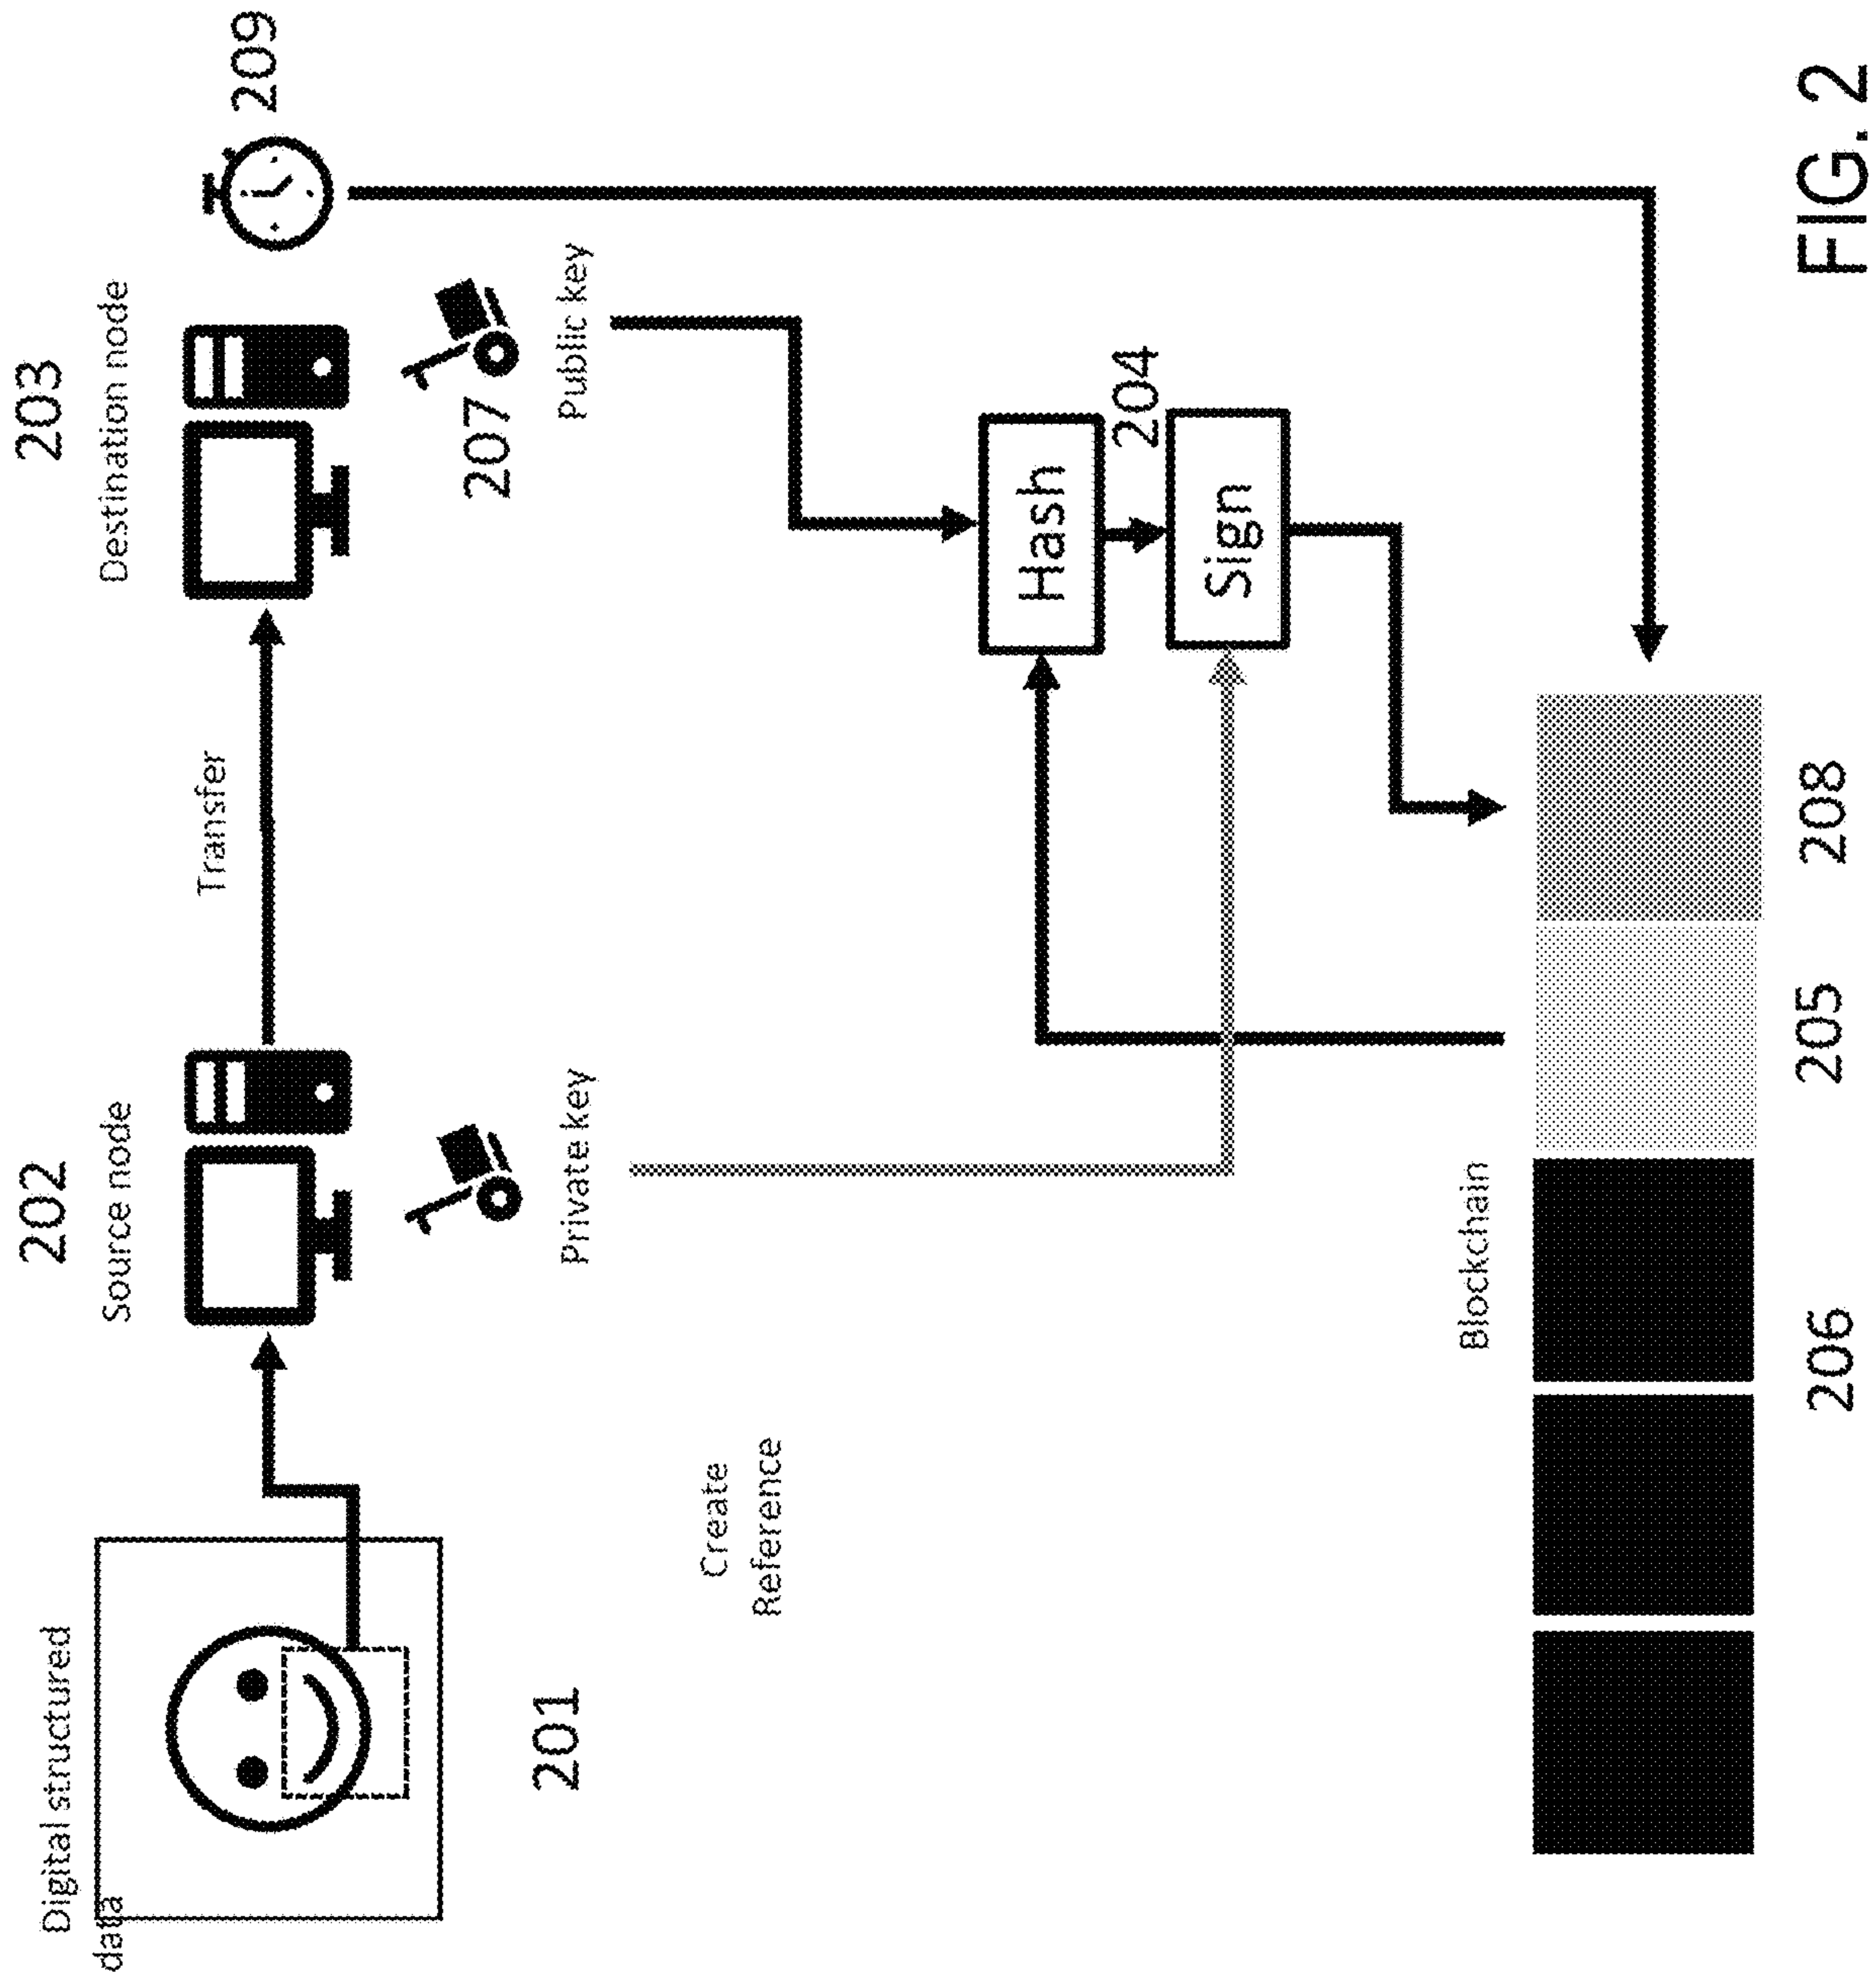 202
203
Digital structured
data
Source node
Destination node
209
Transfer
207
201
Private key
Public key
Create
Reference
Hash
204
Sign
Blockchain
206
205
208
FIG. 2